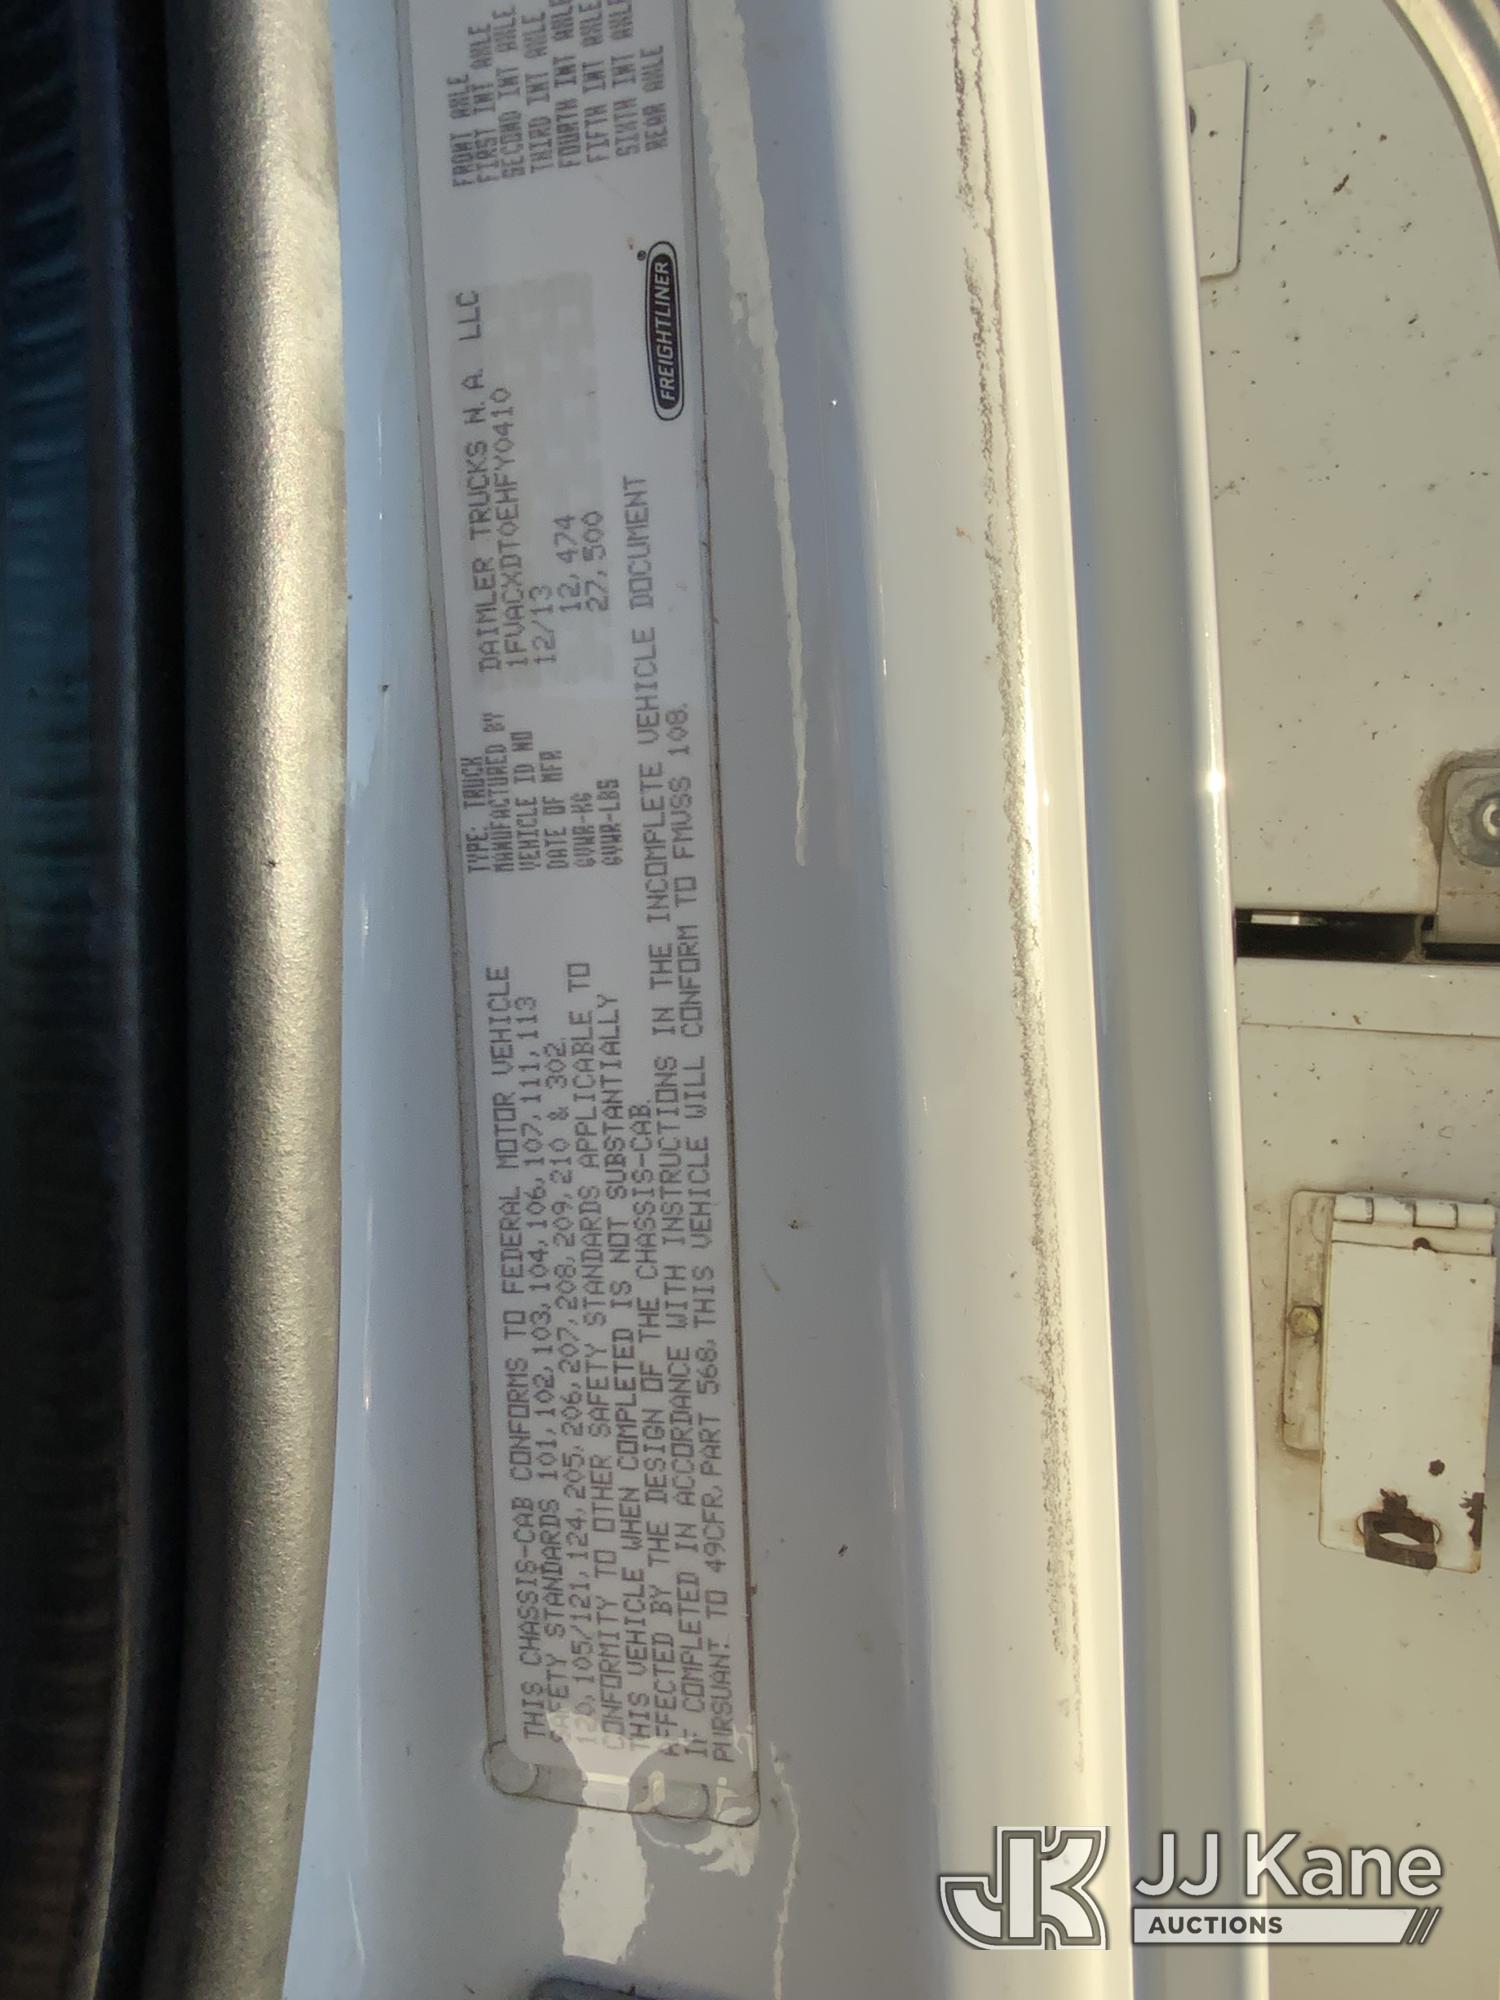 THIS CHASSIS-CAB CONFORMS TO FEDERAL MOTOR VEHICLE
SAFETY STANDARDS 101, 102, 103, 104, 106, 107, 111, 113
120, 105/121, 124, 205, 206, 207, 208, 209, 210 & 302.
CONFORMITY TO OTHER SAFETY STANDARDS APPLICABLE TO
THIS VEHICLE WHEN COMPLETED IS NOT SUBSTANTIALLY
AFFECTED BY THE DESIGN OF THE CHASSIS-CAB.
IF COMPLETED IN ACCORDANCE WITH INSTRUCTIONS IN THE INCOMPLETE VEHICLE DOCUMENT
PURSUANT TO 49CFR, PART 568, THIS VEHICLE WILL CONFORM TO FMVSS 108.
TYPE: TRUCK
MANUFACTURED BY DAIMLER TRUCKS N.A. LLC
VEHICLE ID NO 1FVACXDT0EHFY0410
DATE OF MFR 12/13
GVWR-KG 12,474
GVWR-LBS 27,500
FREIGHTLINER®
FRONT AXLE
FIRST INT AXLE
SECOND INT AXLE
THIRD INT AXLE
FOURTH INT AXLE
FIFTH INT AXLE
SIXTH INT AXLE
REAR AXLE
JK
JJ Kane
AUCTIONS